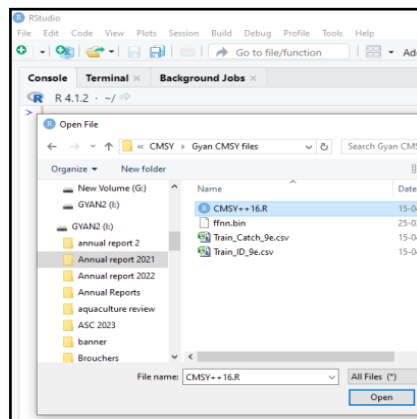 RStudio
File Edit Code View Plots Session Build Debug Profile Tools Help
Go to file/function
Console Terminal × Background Jobs ×
R R 4.1.2 · ~/
>
Open File
« CMSY > Gyan CMSY files Search Gyan CMS
Organize New folder
New Volume (G:) Name Date
GYAN2 (I:) CMSY++16.R 15-0
ffnn.bin 25-0
GYAN2 (I:) Train_Catch_9e.csv 15-0
annual report 2 Train_ID_9e.csv 15-0
Annual report 2021
Annual report 2022
Annual Reports
aquaculture review
ASC 2023
banner
Brouchers
File name: CMSY++16.R All Files (*)
Open